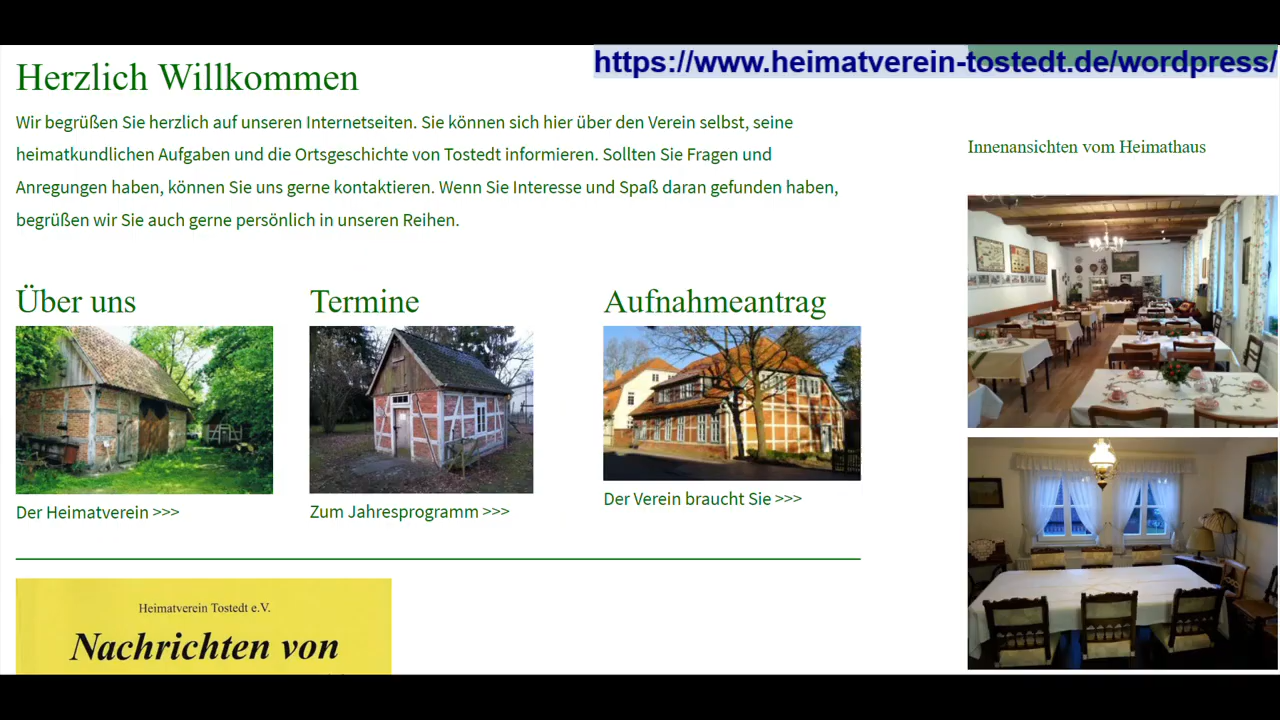 https://www.heimatverein-tostedt.de/wordpress/
Herzlich Willkommen
Wir begrüßen Sie herzlich auf unseren Internetseiten. Sie können sich hier über den Verein selbst, seine
heimatkundlichen Aufgaben und die Ortsgeschichte von Tostedt informieren. Sollten Sie Fragen und
Anregungen haben, können Sie uns gerne kontaktieren. Wenn Sie Interesse und Spaß daran gefunden haben,
begrüßen wir Sie auch gerne persönlich in unseren Reihen.
Über uns
Der Heimatverein >>>
Termine
Zum Jahresprogramm >>>
Aufnahmeantrag
Der Verein braucht Sie >>>
Heimatverein Tostedt e.V.
Nachrichten von
Innenansichten vom Heimathaus